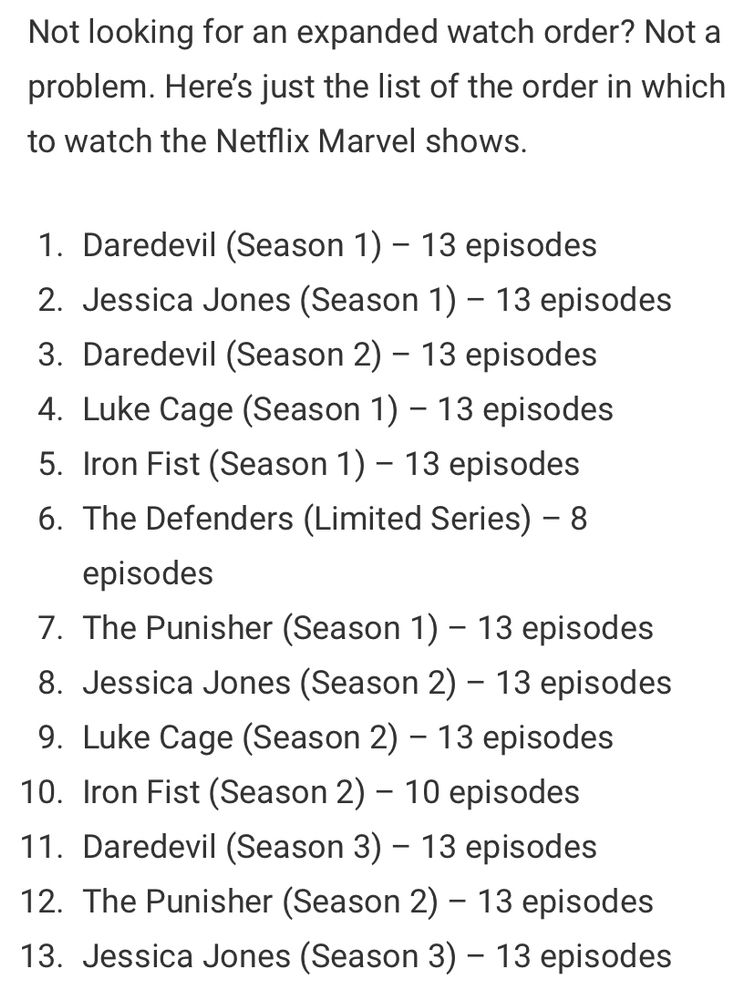 Not looking for an expanded watch order? Not a
problem. Here’s just the list of the order in which
to watch the Netflix Marvel shows.
1. Daredevil (Season 1) – 13 episodes
2. Jessica Jones (Season 1) – 13 episodes
3. Daredevil (Season 2) – 13 episodes
4. Luke Cage (Season 1) – 13 episodes
5. Iron Fist (Season 1) – 13 episodes
6. The Defenders (Limited Series) – 8
episodes
7. The Punisher (Season 1) – 13 episodes
8. Jessica Jones (Season 2) – 13 episodes
9. Luke Cage (Season 2) – 13 episodes
10. Iron Fist (Season 2) – 10 episodes
11. Daredevil (Season 3) – 13 episodes
12. The Punisher (Season 2) – 13 episodes
13. Jessica Jones (Season 3) – 13 episodes